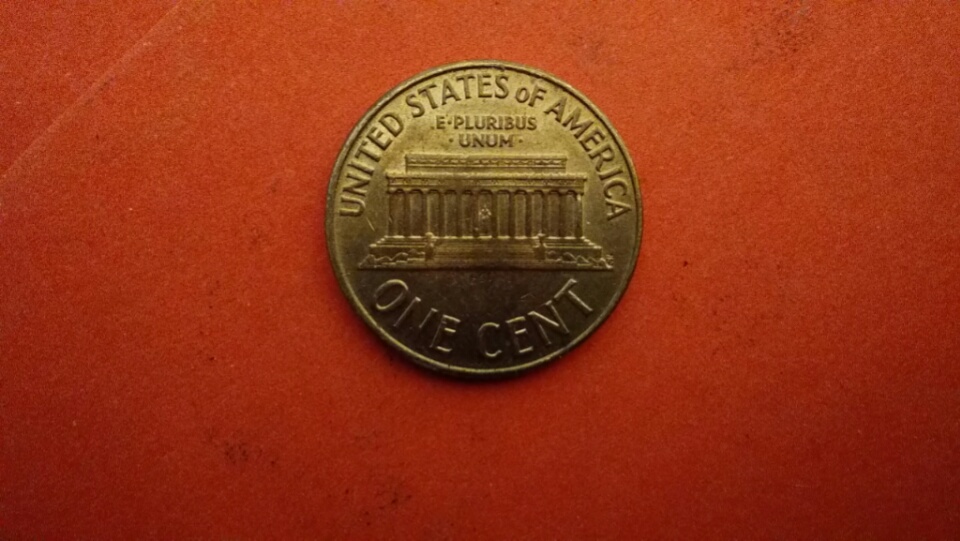 UNITED STATES OF AMERICA
E·PLURIBUS
·UNUM·
ONE CENT